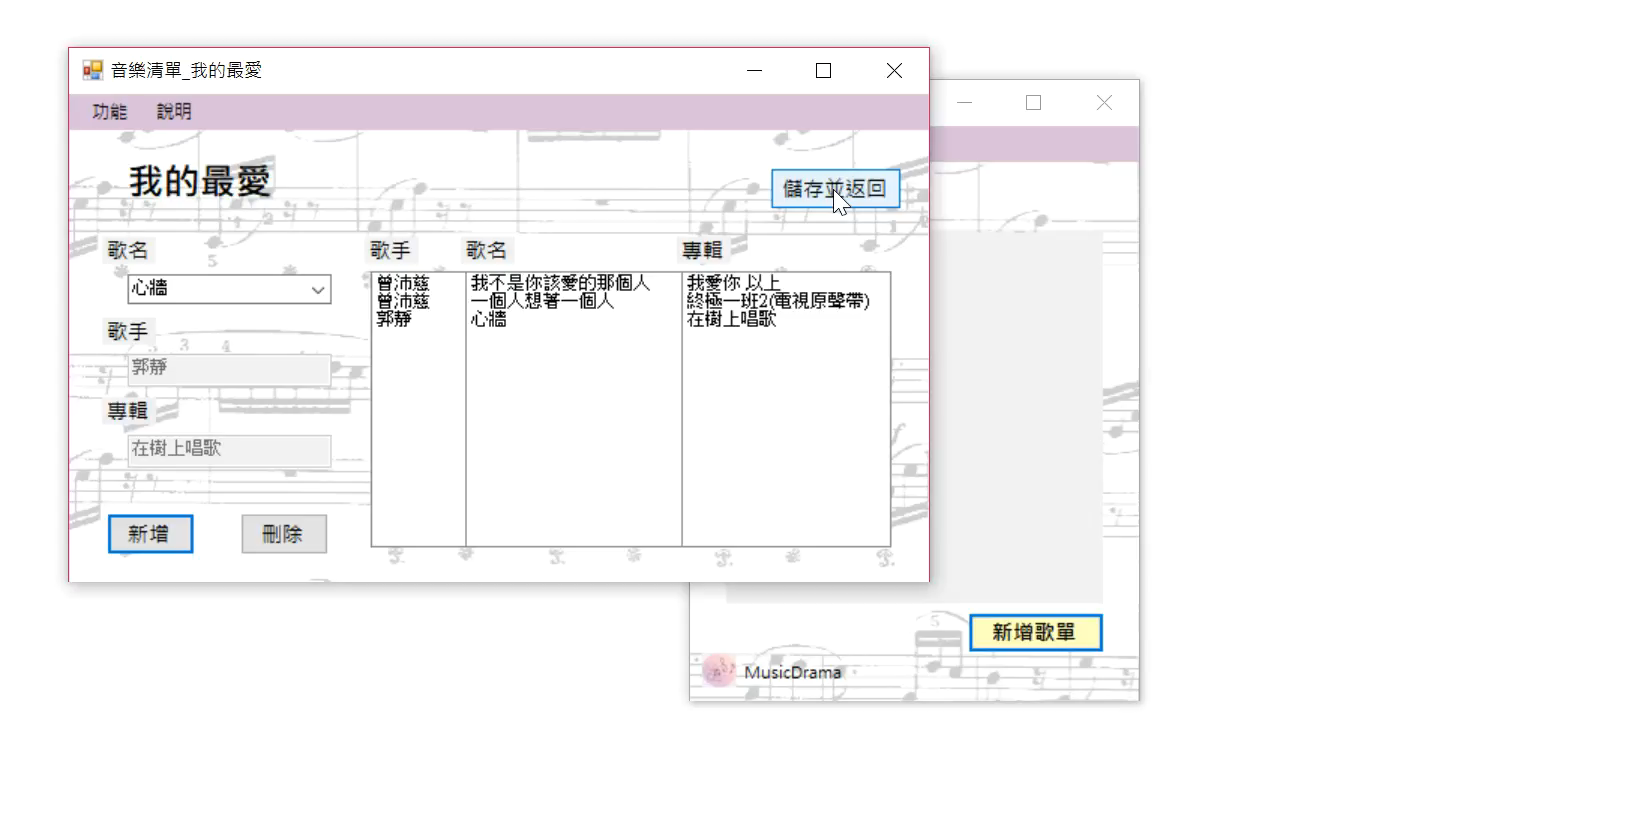 音樂清單_我的最愛
功能 說明
我的最愛
儲存並返回
歌名
心牆
歌手
郭靜
專輯
在樹上唱歌
新增 刪除
歌手 歌名 專輯
曾沛慈 我不是你該愛的那個人 我愛你 以上
曾沛慈 一個人想著一個人 終極一班2(電視原聲帶)
郭靜 心牆 在樹上唱歌
新增歌單
MusicDrama